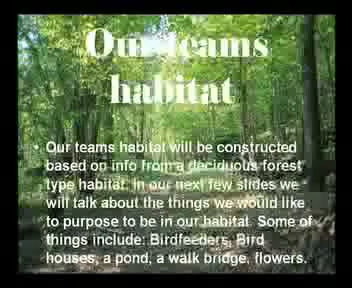 Our teams
habitat
• Our teams habitat will be constructed
based on info from a deciduous forest
type habitat. In our next few slides we
will talk about the things we would like
to purpose to be in our habitat. Some of
things include: Birdfeeders, Bird
houses, a pond, a walk bridge, flowers.